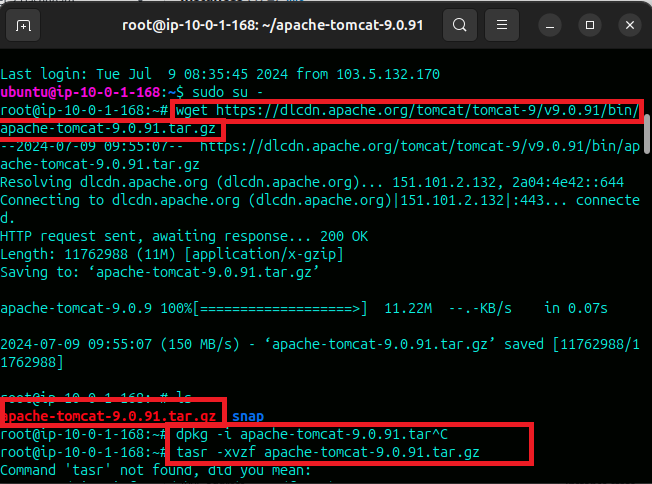 root@ip-10-0-1-168: ~/apache-tomcat-9.0.91
Last login: Tue Jul  9 08:35:45 2024 from 103.5.132.170
ubuntu@ip-10-0-1-168:~$ sudo su -
root@ip-10-0-1-168:~# wget https://dlcdn.apache.org/tomcat/tomcat-9/v9.0.91/bin/
apache-tomcat-9.0.91.tar.gz
--2024-07-09 09:55:07--  https://dlcdn.apache.org/tomcat/tomcat-9/v9.0.91/bin/ap
ache-tomcat-9.0.91.tar.gz
Resolving dlcdn.apache.org (dlcdn.apache.org)... 151.101.2.132, 2a04:4e42::644
Connecting to dlcdn.apache.org (dlcdn.apache.org)|151.101.2.132|:443... connecte
d.
HTTP request sent, awaiting response... 200 OK
Length: 11762988 (11M) [application/x-gzip]
Saving to: ‘apache-tomcat-9.0.91.tar.gz’
apache-tomcat-9.0.9 100%[===================>]  11.22M  --.-KB/s    in 0.07s
2024-07-09 09:55:07 (150 MB/s) - ‘apache-tomcat-9.0.91.tar.gz’ saved [11762988/1
1762988]
root@ip-10-0-1-168:~# ls
apache-tomcat-9.0.91.tar.gz  snap
root@ip-10-0-1-168:~# dpkg -i apache-tomcat-9.0.91.tar^C
root@ip-10-0-1-168:~# tasr -xvzf apache-tomcat-9.0.91.tar.gz
Command 'tasr' not found, did you mean: